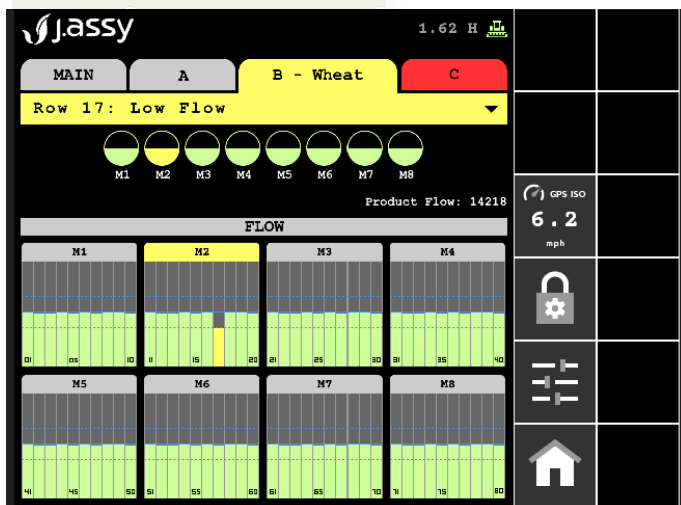 J.assy
1.62 H
MAIN A B - Wheat C
Row 17: Low Flow
M1 M2 M3 M4 M5 M6 M7 M8
Product Flow: 14218
GPS ISO
6.2
mph
FLOW
M1 M2 M3 M4
01 05 10 11 15 20 21 25 30 31 35 40
M5 M6 M7 M8
41 45 50 51 55 60 61 65 70 71 75 80